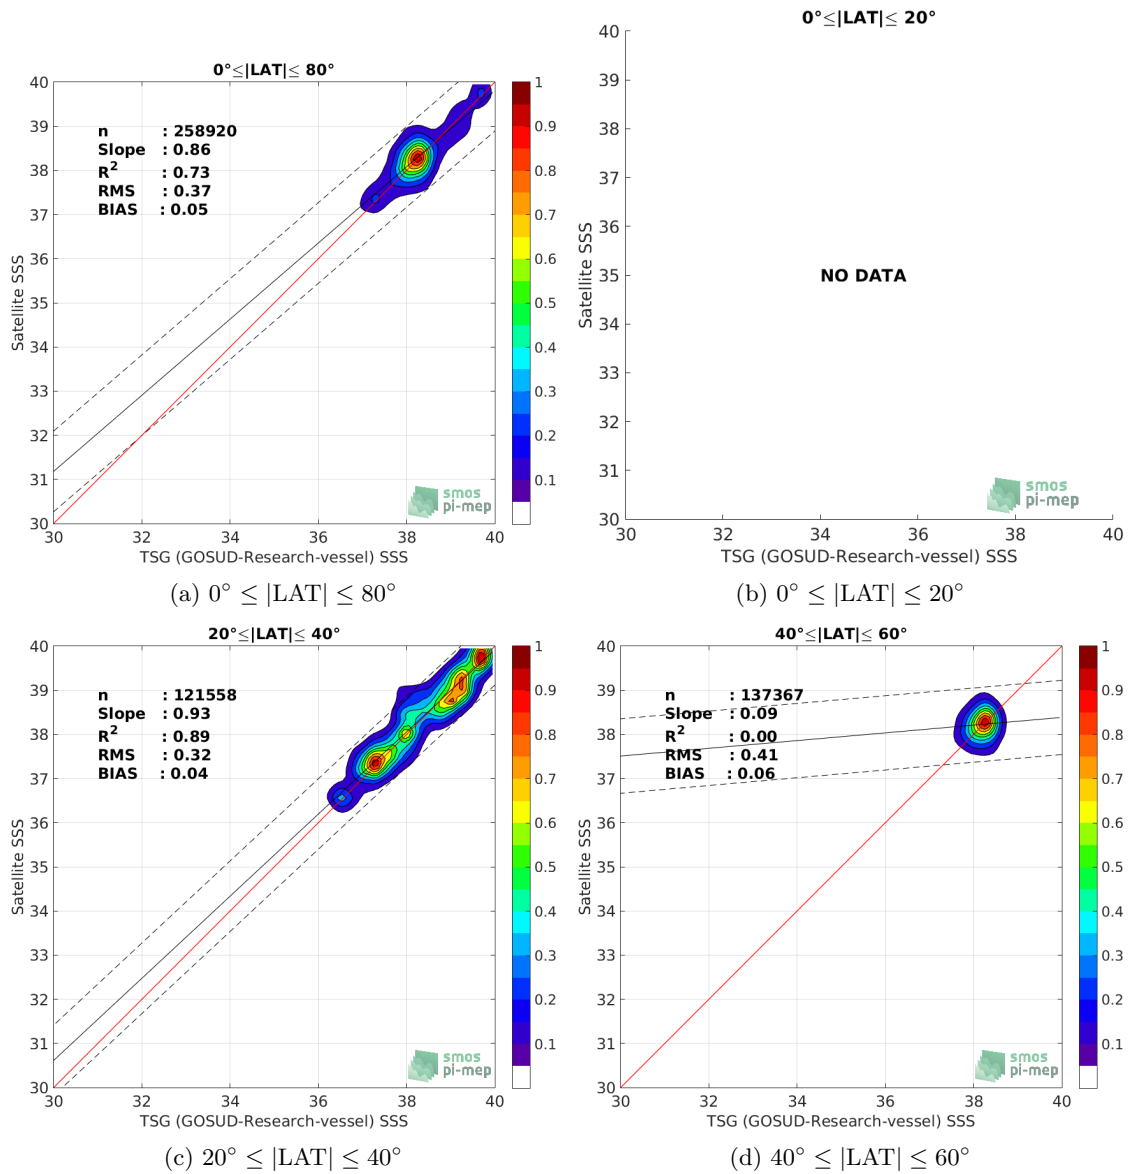 0°≤|LAT|≤ 80°
40
39
38
37
36
35
34
33
32
31
30
Satellite SSS
n : 258920
Slope : 0.86
R² : 0.73
RMS : 0.37
BIAS : 0.05
smos
pi-mep
30 32 34 36 38 40
TSG (GOSUD-Research-vessel) SSS
1
0.9
0.8
0.7
0.6
0.5
0.4
0.3
0.2
0.1
(a) 0° ≤ |LAT| ≤ 80°
0°≤|LAT|≤ 20°
40
39
38
37
36
35
34
33
32
31
30
Satellite SSS
NO DATA
smos
pi-mep
30 32 34 36 38 40
TSG (GOSUD-Research-vessel) SSS
(b) 0° ≤ |LAT| ≤ 20°
20°≤|LAT|≤ 40°
40
39
38
37
36
35
34
33
32
31
30
Satellite SSS
n : 121558
Slope : 0.93
R² : 0.89
RMS : 0.32
BIAS : 0.04
smos
pi-mep
30 32 34 36 38 40
TSG (GOSUD-Research-vessel) SSS
1
0.9
0.8
0.7
0.6
0.5
0.4
0.3
0.2
0.1
(c) 20° ≤ |LAT| ≤ 40°
40°≤|LAT|≤ 60°
40
39
38
37
36
35
34
33
32
31
30
Satellite SSS
n : 137367
Slope : 0.09
R² : 0.00
RMS : 0.41
BIAS : 0.06
smos
pi-mep
30 32 34 36 38 40
TSG (GOSUD-Research-vessel) SSS
1
0.9
0.8
0.7
0.6
0.5
0.4
0.3
0.2
0.1
(d) 40° ≤ |LAT| ≤ 60°